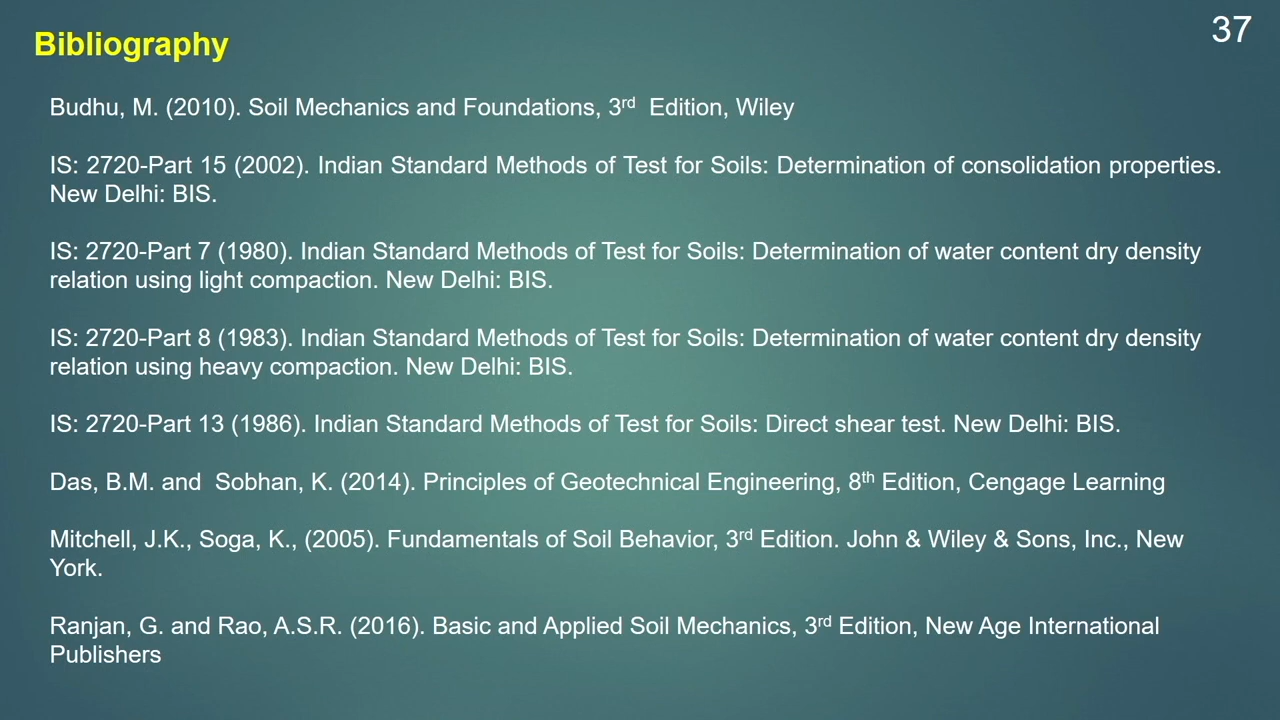 37
Bibliography
Budhu, M. (2010). Soil Mechanics and Foundations, 3rd Edition, Wiley
IS: 2720-Part 15 (2002). Indian Standard Methods of Test for Soils: Determination of consolidation properties.
New Delhi: BIS.
IS: 2720-Part 7 (1980). Indian Standard Methods of Test for Soils: Determination of water content dry density
relation using light compaction. New Delhi: BIS.
IS: 2720-Part 8 (1983). Indian Standard Methods of Test for Soils: Determination of water content dry density
relation using heavy compaction. New Delhi: BIS.
IS: 2720-Part 13 (1986). Indian Standard Methods of Test for Soils: Direct shear test. New Delhi: BIS.
Das, B.M. and Sobhan, K. (2014). Principles of Geotechnical Engineering, 8th Edition, Cengage Learning
Mitchell, J.K., Soga, K., (2005). Fundamentals of Soil Behavior, 3rd Edition. John & Wiley & Sons, Inc., New
York.
Ranjan, G. and Rao, A.S.R. (2016). Basic and Applied Soil Mechanics, 3rd Edition, New Age International
Publishers